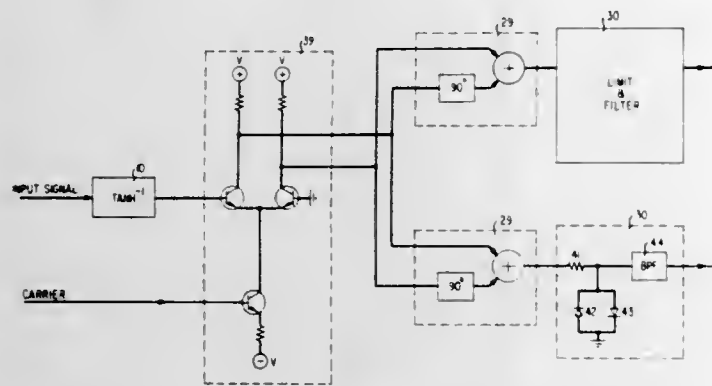 39
29
30
V V
90°
+
LIMIT
&
FILTER
10
INPUT SIGNAL
TANH⁻¹
29
30
+
41
44
BPF
90°
42
43
CARRIER
V